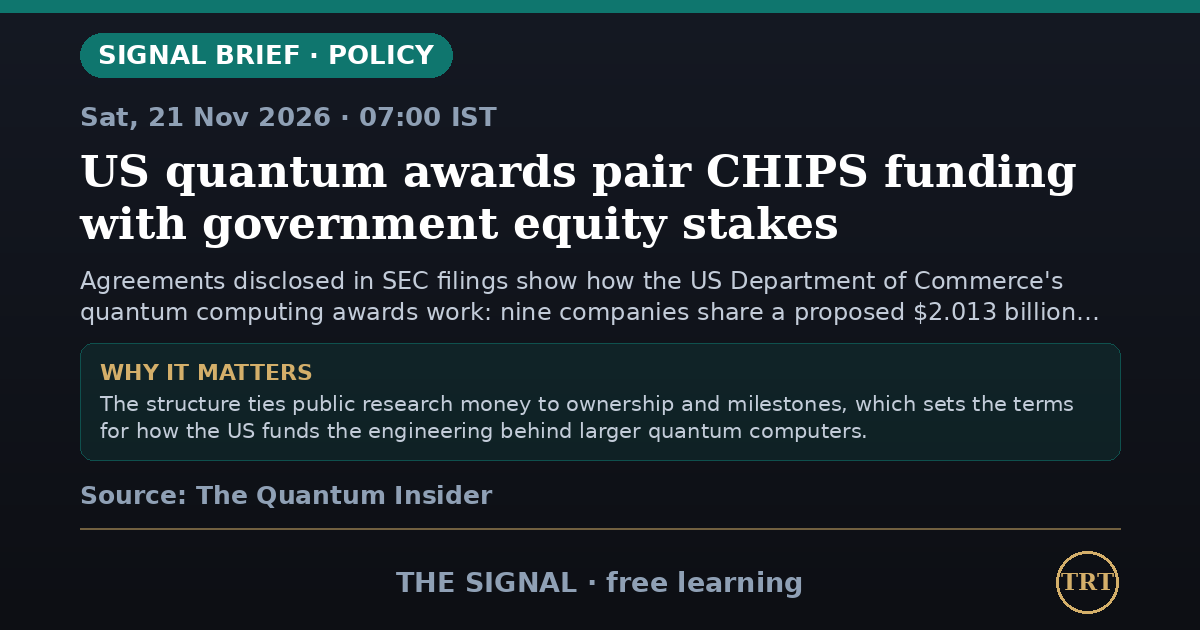 SIGNAL BRIEF · POLICY
Sat, 21 Nov 2026 · 07:00 IST
US quantum awards pair CHIPS funding
with government equity stakes
Agreements disclosed in SEC filings show how the US Department of Commerce's
quantum computing awards work: nine companies share a proposed $2.013 billion…
WHY IT MATTERS
The structure ties public research money to ownership and milestones, which sets the terms
for how the US funds the engineering behind larger quantum computers.
Source: The Quantum Insider
THE SIGNAL · free learning
TRT